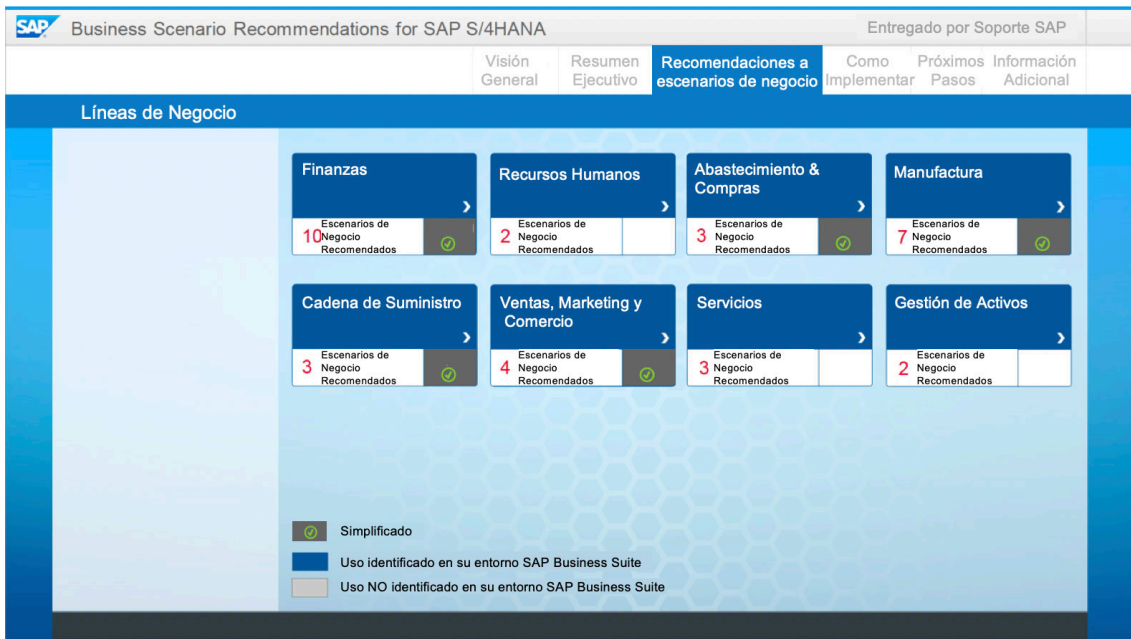 SAP Business Scenario Recommendations for SAP S/4HANA
Entregado por Soporte SAP
Visión General
Resumen Ejecutivo
Recomendaciones a escenarios de negocio
Como Implementar
Próximos Pasos
Información Adicional
Líneas de Negocio
Finanzas
10 Escenarios de Negocio Recomendados
Recursos Humanos
2 Escenarios de Negocio Recomendados
Abastecimiento & Compras
3 Escenarios de Negocio Recomendados
Manufactura
7 Escenarios de Negocio Recomendados
Cadena de Suministro
3 Escenarios de Negocio Recomendados
Ventas, Marketing y Comercio
4 Escenarios de Negocio Recomendados
Servicios
3 Escenarios de Negocio Recomendados
Gestión de Activos
2 Escenarios de Negocio Recomendados
Simplificado
Uso identificado en su entorno SAP Business Suite
Uso NO identificado en su entorno SAP Business Suite